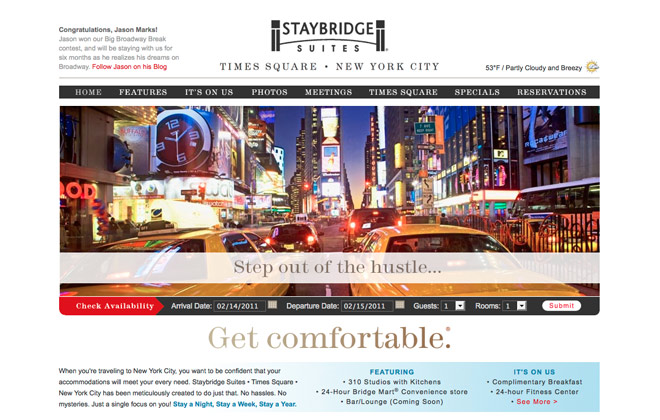 Congratulations, Jason Marks!
Jason won our Big Broadway Break
contest, and will be staying with us for
six months as he realizes his dreams on
Broadway. Follow Jason on his Blog
STAYBRIDGE
SUITES
TIMES SQUARE • NEW YORK CITY
53°F / Partly Cloudy and Breezy
HOME FEATURES IT'S ON US PHOTOS MEETINGS TIMES SQUARE SPECIALS RESERVATIONS
Step out of the hustle...
Check Availability Arrival Date: 02/14/2011 Departure Date: 02/15/2011 Guests: 1 Rooms: 1 Submit
Get comfortable.®
When you're traveling to New York City, you want to be confident that your
accommodations will meet your every need. Staybridge Suites • Times Square •
New York City has been meticulously created to do just that. No hassles. No
mysteries. Just a single focus on you! Stay a Night, Stay a Week, Stay a Year.
FEATURING
• 310 Studios with Kitchens
• 24-Hour Bridge Mart® Convenience store
• Bar/Lounge (Coming Soon)
IT'S ON US
• Complimentary Breakfast
• 24-hour Fitness Center
• See More >